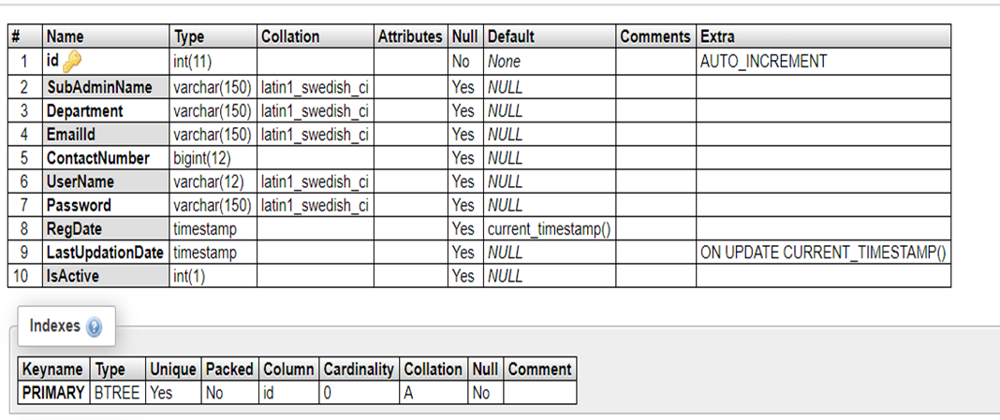 # Name Type Collation Attributes Null Default Comments Extra
1 id int(11) No None AUTO_INCREMENT
2 SubAdminName varchar(150) latin1_swedish_ci Yes NULL
3 Department varchar(150) latin1_swedish_ci Yes NULL
4 EmailId varchar(150) latin1_swedish_ci Yes NULL
5 ContactNumber bigint(12) Yes NULL
6 UserName varchar(12) latin1_swedish_ci Yes NULL
7 Password varchar(150) latin1_swedish_ci Yes NULL
8 RegDate timestamp Yes current_timestamp()
9 LastUpdationDate timestamp Yes NULL ON UPDATE CURRENT_TIMESTAMP()
10 IsActive int(1) Yes NULL
Indexes
Keyname Type Unique Packed Column Cardinality Collation Null Comment
PRIMARY BTREE Yes No id 0 A No